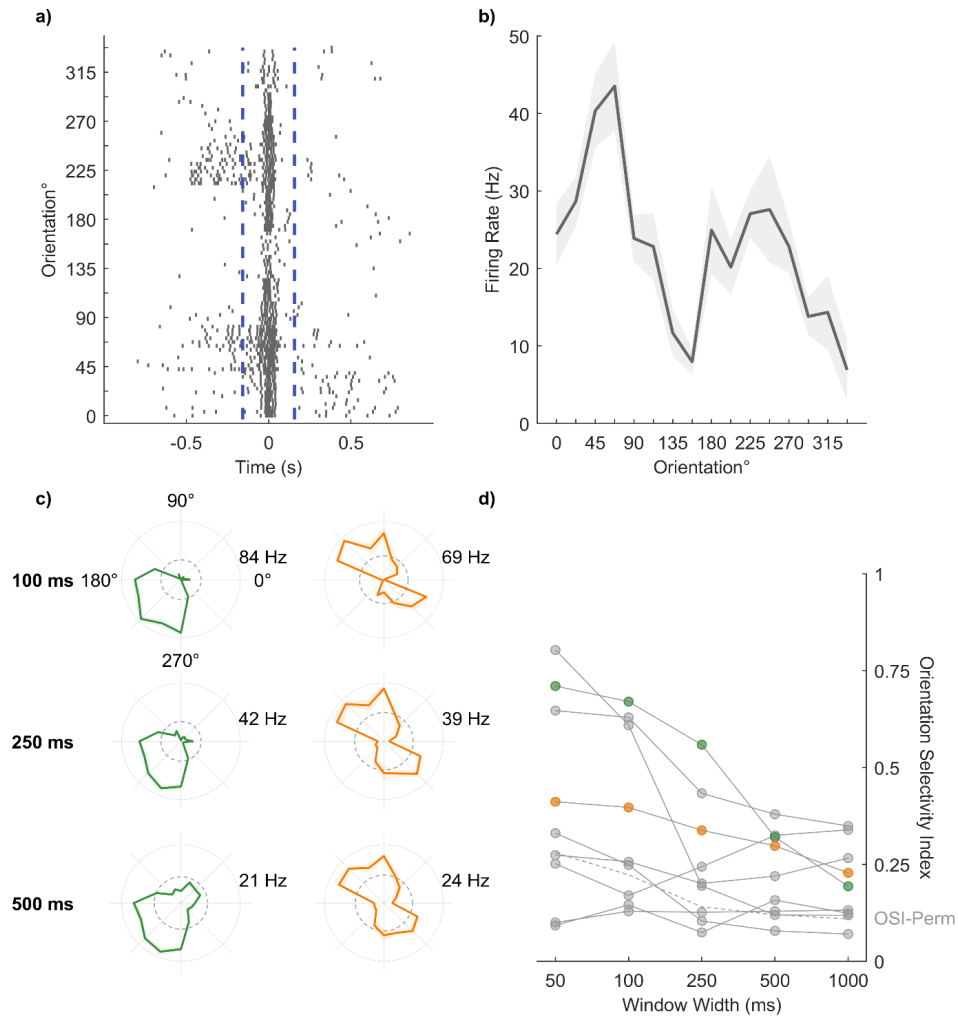 a)
Orientation°
315
270
225
180
135
90
45
0
-0.5 0 0.5
Time (s)
b)
Firing Rate (Hz)
50
40
30
20
10
0
0 45 90 135 180 225 270 315
Orientation°
c)
90°
84 Hz
100 ms 180° 0°
270°
69 Hz
250 ms
42 Hz
39 Hz
500 ms
21 Hz
24 Hz
d)
1
0.75
0.5
0.25
0
Orientation Selectivity Index
OSI-Perm
50 100 250 500 1000
Window Width (ms)